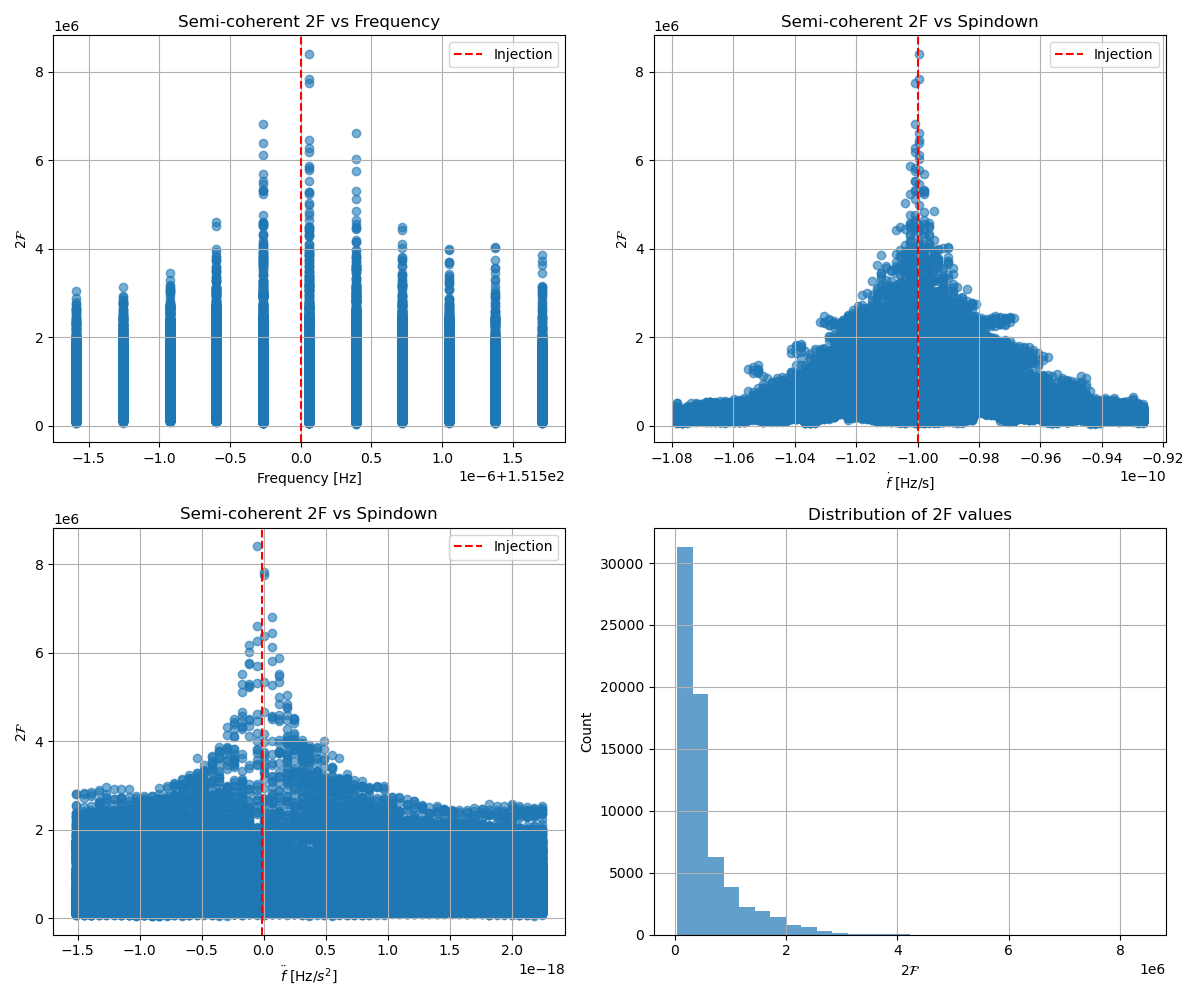 Semi-coherent 2F vs Frequency
1e6
Injection
8
6
4
2
0
2ℱ
−1.5 −1.0 −0.5 0.0 0.5 1.0 1.5
Frequency [Hz]
1e−6+1.515e2
Semi-coherent 2F vs Spindown
1e6
Injection
8
6
4
2
0
2ℱ
−1.08 −1.06 −1.04 −1.02 −1.00 −0.98 −0.96 −0.94 −0.92
ḟ [Hz/s]
1e−10
Semi-coherent 2F vs Spindown
1e6
Injection
8
6
4
2
0
2ℱ
−1.5 −1.0 −0.5 0.0 0.5 1.0 1.5 2.0
f̈ [Hz/s²]
1e−18
Distribution of 2F values
30000
25000
20000
15000
10000
5000
0
Count
0 2 4 6 8
2ℱ
1e6